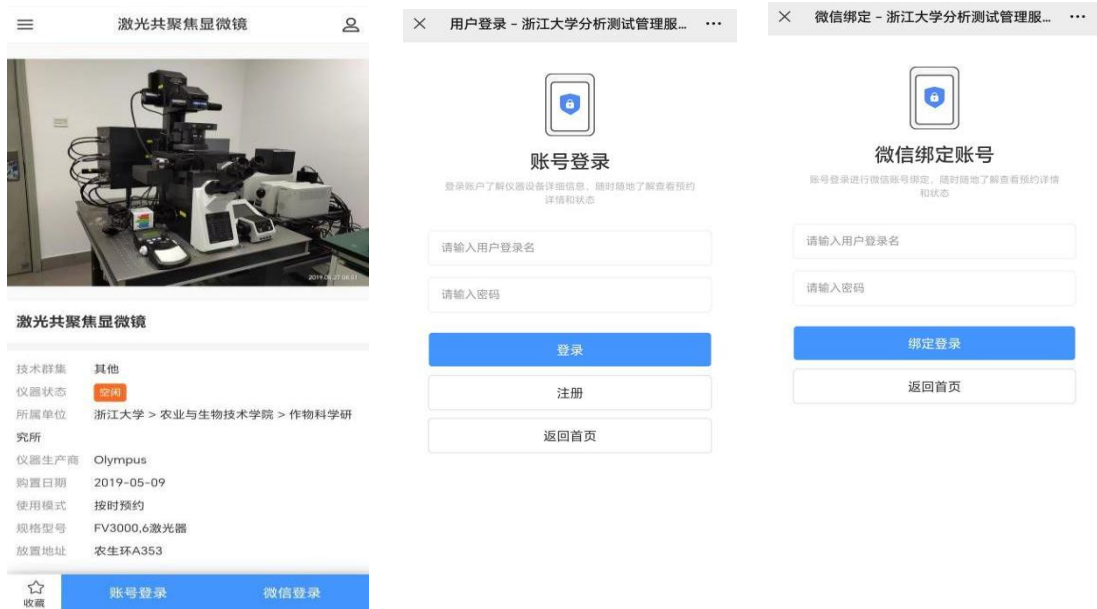 激光共聚焦显微镜
2019.05.27 08:51
激光共聚焦显微镜
技术群集 其他
仪器状态 空闲
所属单位 浙江大学 > 农业与生物技术学院 > 作物科学研
究所
仪器生产商 Olympus
购置日期 2019-05-09
使用模式 按时预约
规格型号 FV3000,6激光器
放置地址 农生环A353
收藏
账号登录
微信登录
用户登录 - 浙江大学分析测试管理服...
账号登录
登录账户了解仪器设备详细信息，随时随地了解查看预约
详情和状态
请输入用户登录名
请输入密码
登录
注册
返回首页
微信绑定 - 浙江大学分析测试管理服...
微信绑定账号
账号登录进行微信账号绑定，随时随地了解查看预约详情
和状态
请输入用户登录名
请输入密码
绑定登录
返回首页